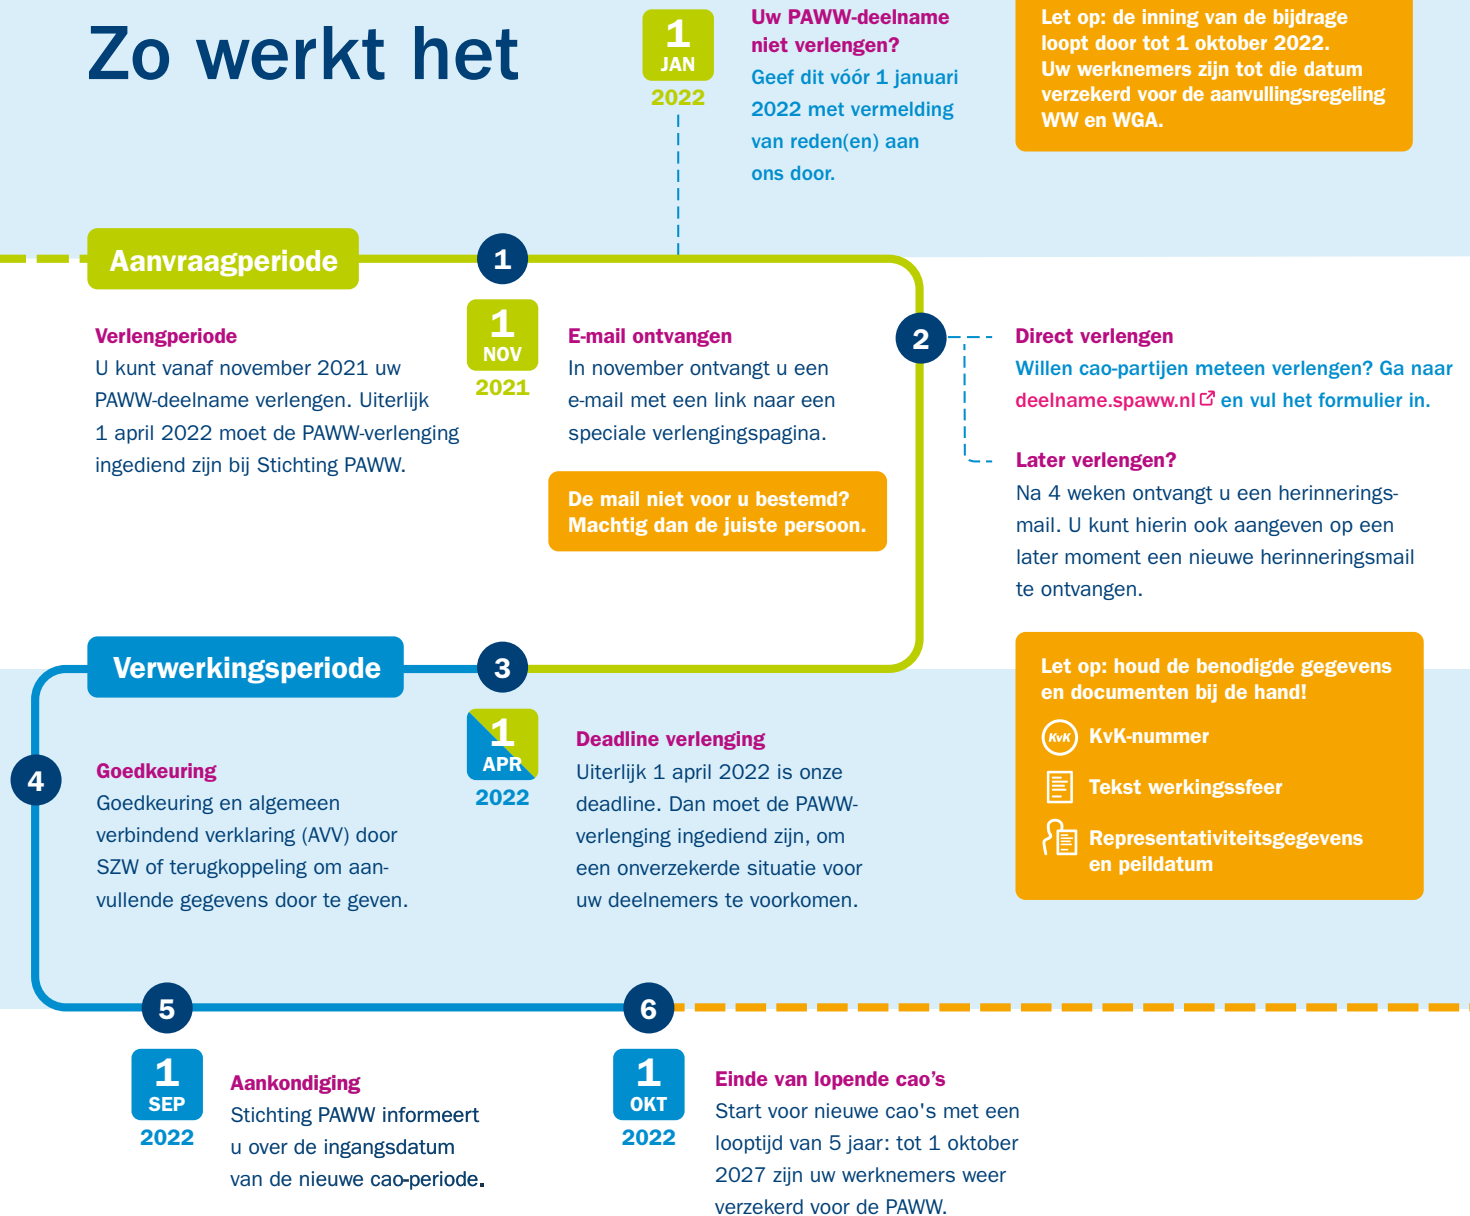 Zo werkt het
1
JAN
2022
Uw PAWW-deelname
niet verlengen?
Geef dit vóór 1 januari
2022 met vermelding
van reden(en) aan
ons door.
Let op: de inning van de bijdrage
loopt door tot 1 oktober 2022.
Uw werknemers zijn tot die datum
verzekerd voor de aanvullingsregeling
WW en WGA.
Aanvraagperiode
1
Verlengperiode
U kunt vanaf november 2021 uw
PAWW-deelname verlengen. Uiterlijk
1 april 2022 moet de PAWW-verlenging
ingediend zijn bij Stichting PAWW.
1
NOV
2021
E-mail ontvangen
In november ontvangt u een
e-mail met een link naar een
speciale verlengingspagina.
De mail niet voor u bestemd?
Machtig dan de juiste persoon.
2
Direct verlengen
Willen cao-partijen meteen verlengen? Ga naar
deelname.spaww.nl en vul het formulier in.
Later verlengen?
Na 4 weken ontvangt u een herinnerings-
mail. U kunt hierin ook aangeven op een
later moment een nieuwe herinneringsmail
te ontvangen.
Let op: houd de benodigde gegevens
en documenten bij de hand!
KvK KvK-nummer
Tekst werkingssfeer
Representativiteitsgegevens
en peildatum
Verwerkingsperiode
3
1
APR
2022
Deadline verlenging
Uiterlijk 1 april 2022 is onze
deadline. Dan moet de PAWW-
verlenging ingediend zijn, om
een onverzekerde situatie voor
uw deelnemers te voorkomen.
4
Goedkeuring
Goedkeuring en algemeen
verbindend verklaring (AVV) door
SZW of terugkoppeling om aan-
vullende gegevens door te geven.
5
1
SEP
2022
Aankondiging
Stichting PAWW informeert
u over de ingangsdatum
van de nieuwe cao-periode.
6
1
OKT
2022
Einde van lopende cao’s
Start voor nieuwe cao's met een
looptijd van 5 jaar: tot 1 oktober
2027 zijn uw werknemers weer
verzekerd voor de PAWW.